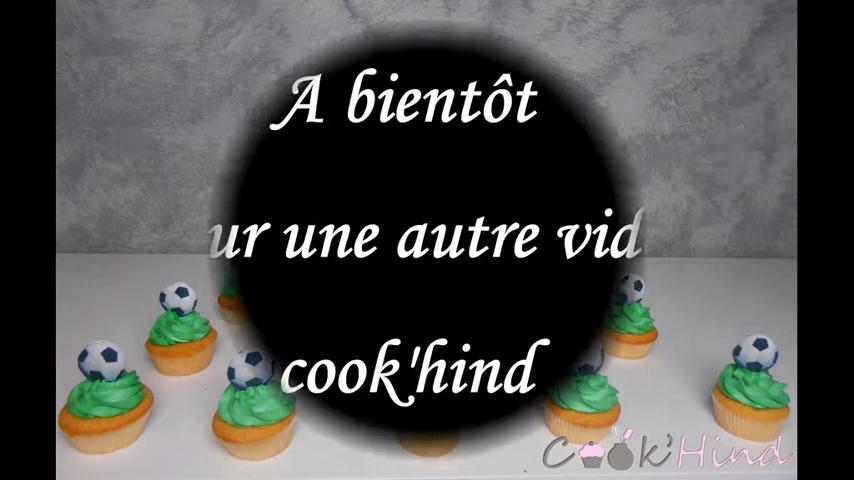 A bientôt
ur une autre vid
cook'hind
Cook'Hind